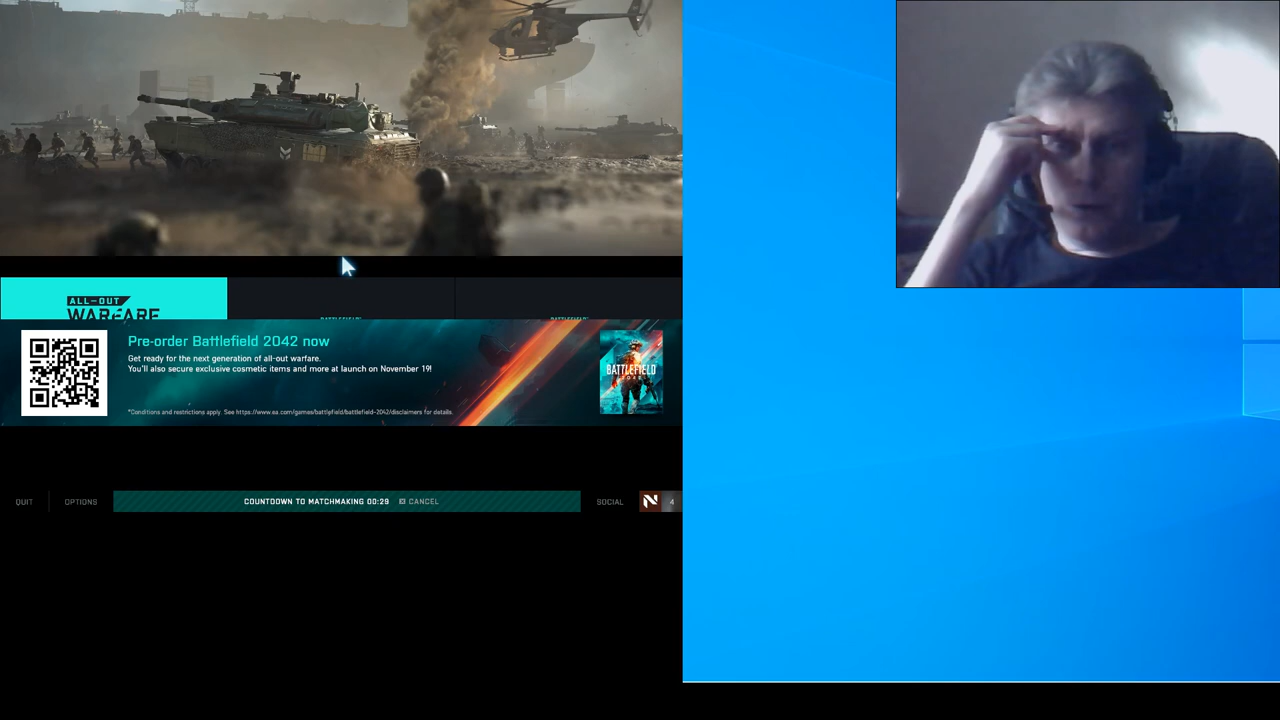 ALL-OUT
WARFARE
Pre-order Battlefield 2042 now
Get ready for the next generation of all-out warfare.
You'll also secure exclusive cosmetic items and more at launch on November 19!
*Conditions and restrictions apply. See https://www.ea.com/games/battlefield/battlefield-2042/disclaimers for details.
BATTLEFIELD
2042
QUIT
OPTIONS
COUNTDOWN TO MATCHMAKING 00:29
CANCEL
SOCIAL
4